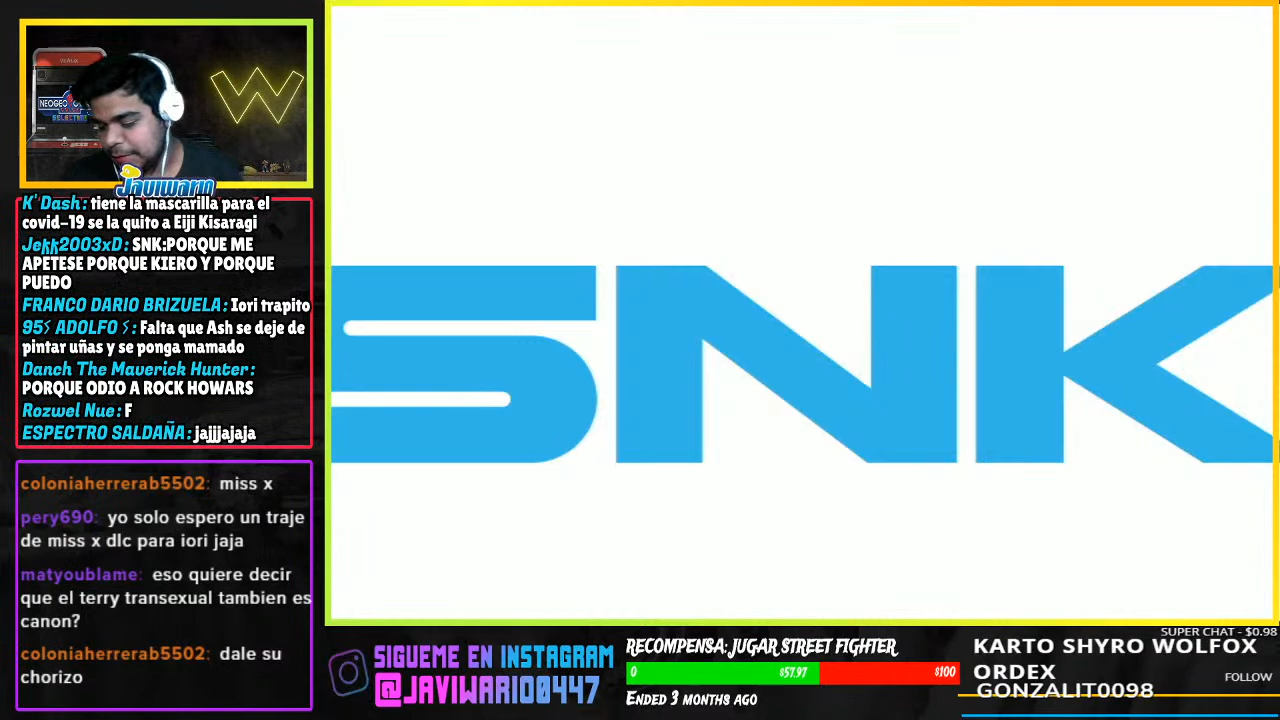 NEOGEO
SELECTION
W
Javiwario
K' Dash: tiene la mascarilla para el
covid-19 se la quito a Eiji Kisaragi
Jekk2003xD: SNK:PORQUE ME
APETESE PORQUE KIERO Y PORQUE
PUEDO
FRANCO DARIO BRIZUELA: Iori trapito
95⚡ ADOLFO ⚡: Falta que Ash se deje de
pintar uñas y se ponga mamado
Danch The Maverick Hunter:
PORQUE ODIO A ROCK HOWARS
Rozwel Nue: F
ESPECTRO SALDAÑA: jajjjajaja
coloniaherrerab5502: miss x
pery690: yo solo espero un traje
de miss x dlc para iori jaja
matyoublame: eso quiere decir
que el terry transexual tambien es
canon?
coloniaherrerab5502: dale su
chorizo
SNK
SIGUEME EN INSTAGRAM
@JAVIWARIO0447
RECOMPENSA: JUGAR STREET FIGHTER
0 $57.97 $100
ENDED 3 MONTHS AGO
SUPER CHAT - $0.98
KARTO SHYRO WOLFOX
ORDEX
GONZALIT0098
FOLLOW